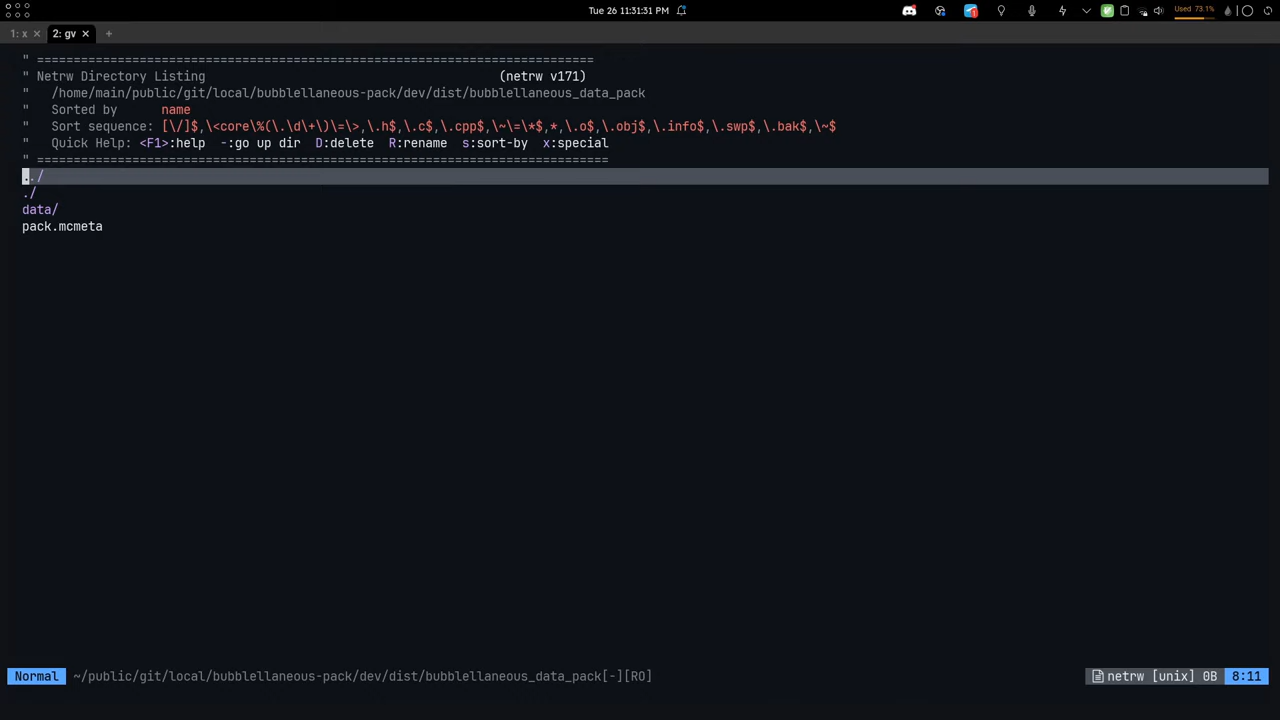 Tue 26 11:31:31 PM
Used 73.1%
1: x ✕ 2: gv ✕ +
" ============================================================================
" Netrw Directory Listing (netrw v171)
" /home/main/public/git/local/bubblellaneous-pack/dev/dist/bubblellaneous_data_pack
" Sorted by name
" Sort sequence: [\/]$,\<core\%(\.\d\+\)\=\>,\.h$,\.c$,\.cpp$,\~\=\*$,*,\.o$,\.obj$,\.info$,\.swp$,\.bak$,\~$
" Quick Help: <F1>:help -:go up dir D:delete R:rename s:sort-by x:special
" ==============================================================================
../
./
data/
pack.mcmeta
Normal ~/public/git/local/bubblellaneous-pack/dev/dist/bubblellaneous_data_pack[-][RO] netrw [unix] 0B 8:11